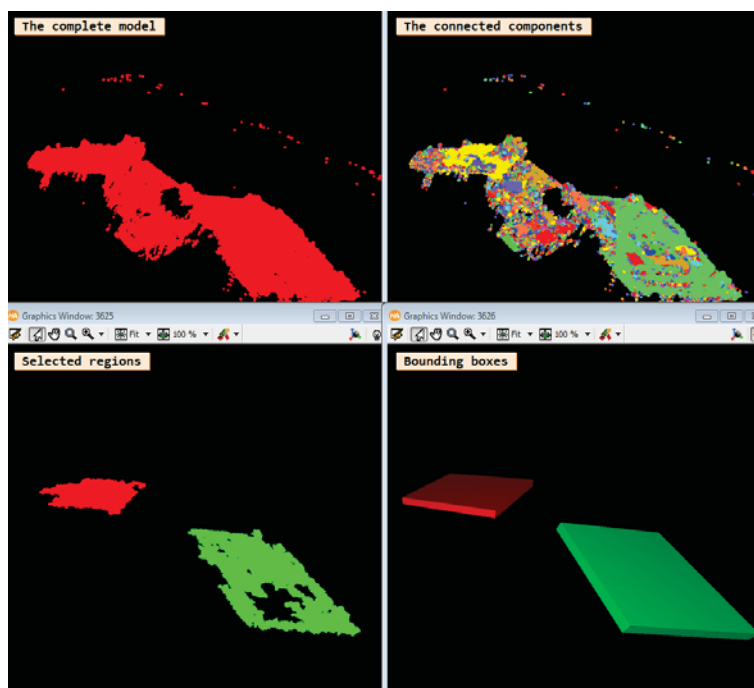 The complete model
The connected components
Graphics Window: 3625
Graphics Window: 3626
Fit
100 %
Fit
100 %
Selected regions
Bounding boxes